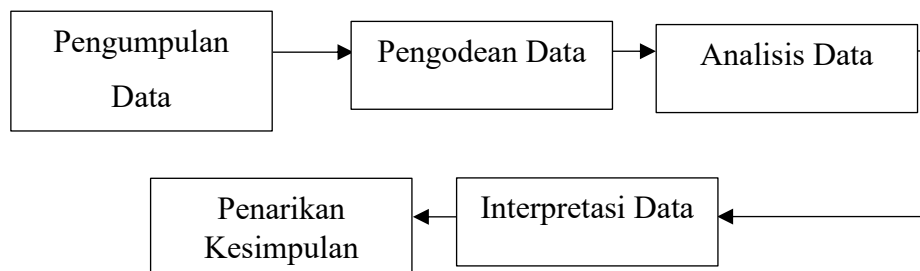 Pengumpulan
Data
Pengodean Data
Analisis Data
Interpretasi Data
Penarikan
Kesimpulan